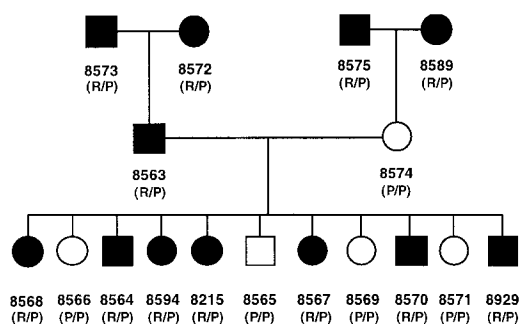 8573 8572 8575 8589
(R/P) (R/P) (R/P) (R/P)
8563 8574
(R/P) (P/P)
8568 8566 8564 8594 8215 8565 8567 8569 8570 8571 8929
(R/P) (P/P) (R/P) (R/P) (R/P) (P/P) (R/P) (P/P) (R/P) (P/P) (R/P)